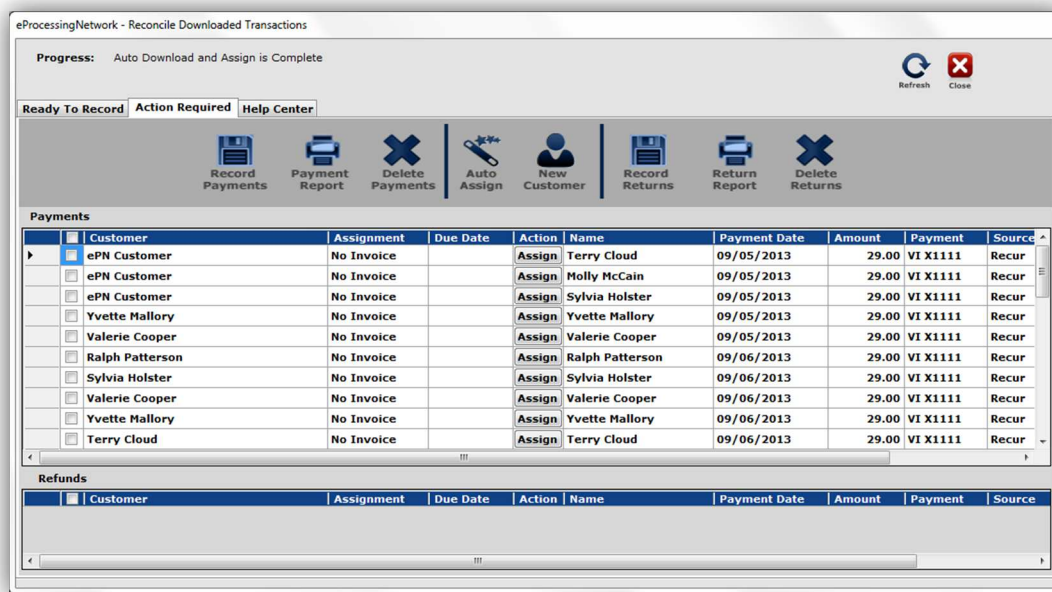 eProcessingNetwork - Reconcile Downloaded Transactions
Progress: Auto Download and Assign is Complete
Refresh Close
Ready To Record Action Required Help Center
Record Payments Payment Report Delete Payments Auto Assign New Customer Record Returns Return Report Delete Returns
Payments
Customer Assignment Due Date Action Name Payment Date Amount Payment Source
ePN Customer No Invoice Assign Terry Cloud 09/05/2013 29.00 VI X1111 Recur
ePN Customer No Invoice Assign Molly McCain 09/05/2013 29.00 VI X1111 Recur
ePN Customer No Invoice Assign Sylvia Holster 09/05/2013 29.00 VI X1111 Recur
Yvette Mallory No Invoice Assign Yvette Mallory 09/05/2013 29.00 VI X1111 Recur
Valerie Cooper No Invoice Assign Valerie Cooper 09/05/2013 29.00 VI X1111 Recur
Ralph Patterson No Invoice Assign Ralph Patterson 09/06/2013 29.00 VI X1111 Recur
Sylvia Holster No Invoice Assign Sylvia Holster 09/06/2013 29.00 VI X1111 Recur
Valerie Cooper No Invoice Assign Valerie Cooper 09/06/2013 29.00 VI X1111 Recur
Yvette Mallory No Invoice Assign Yvette Mallory 09/06/2013 29.00 VI X1111 Recur
Terry Cloud No Invoice Assign Terry Cloud 09/06/2013 29.00 VI X1111 Recur
Refunds
Customer Assignment Due Date Action Name Payment Date Amount Payment Source